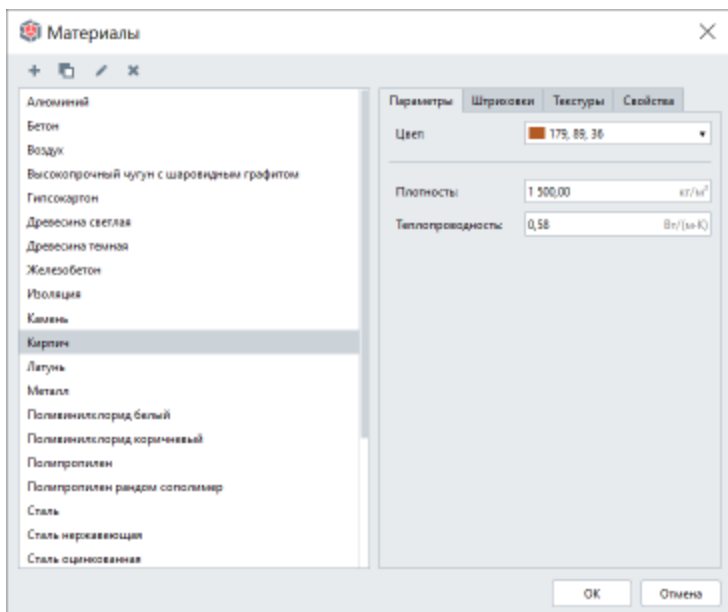 Материалы
Параметры Штриховки Текстуры Свойства
Алюминий
Бетон
Воздух
Высокопрочный чугун с шаровидным графитом
Гипсокартон
Древесина светлая
Древесина темная
Железобетон
Изоляция
Камень
Кирпич
Латунь
Металл
Поливинилхлорид белый
Поливинилхлорид коричневый
Полипропилен
Полипропилен рандом сополимер
Сталь
Сталь нержавеющая
Сталь оцинкованная
Цвет: 179, 89, 36
Плотность: 1 500,00 кг/м³
Теплопроводность: 0,58 Вт/(м·К)
OK Отмена